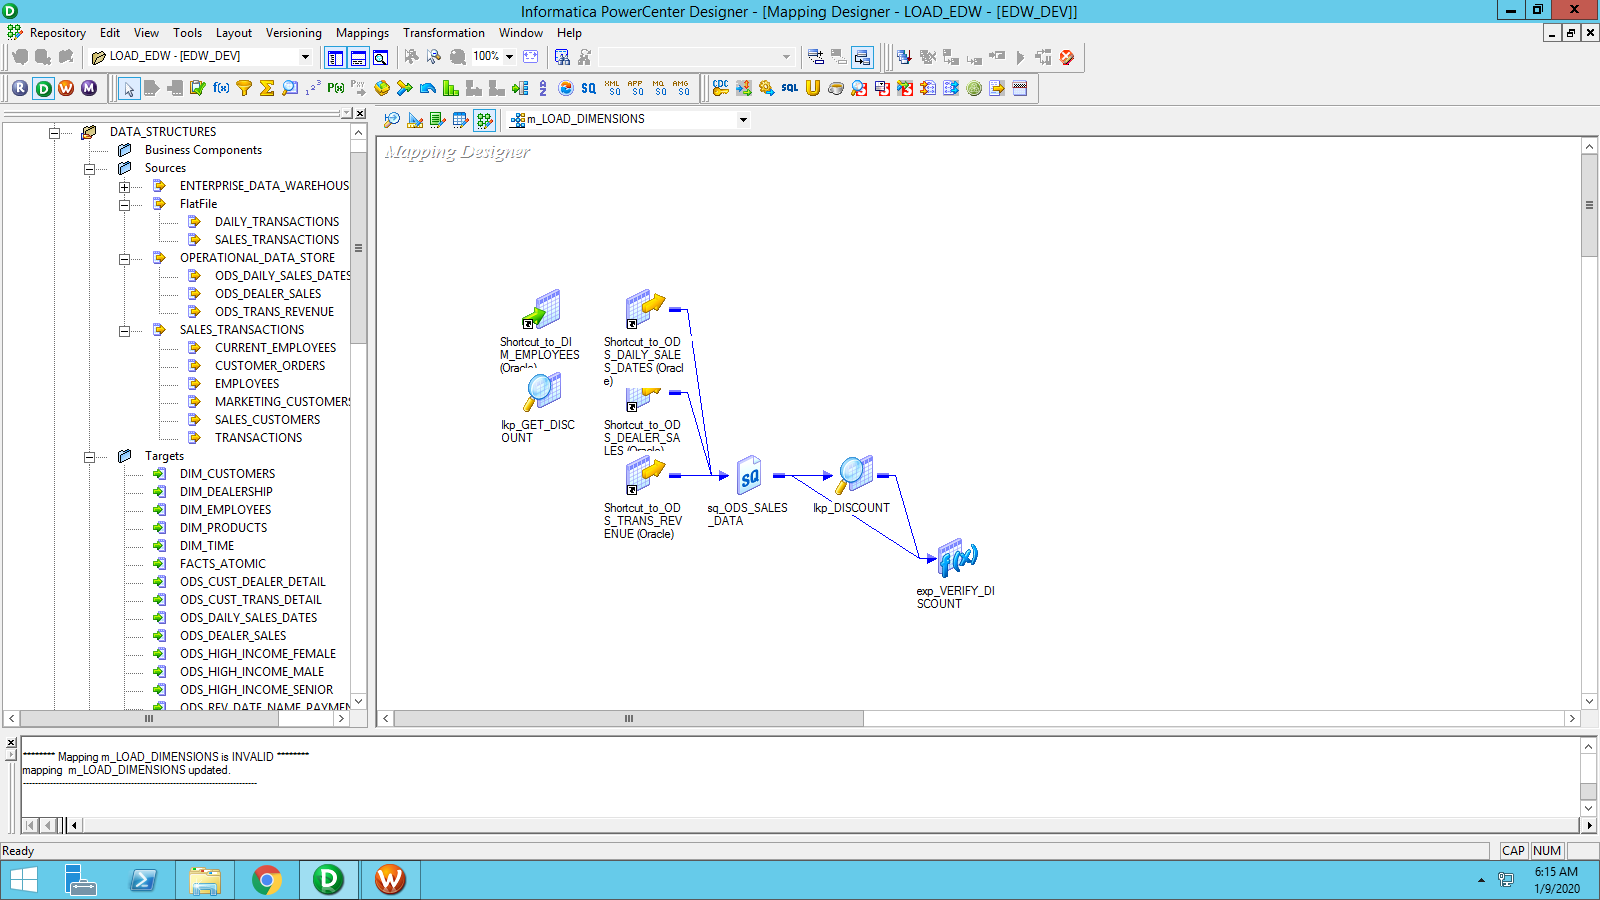 Informatica PowerCenter Designer - [Mapping Designer - LOAD_EDW - [EDW_DEV]]
Repository Edit View Tools Layout Versioning Mappings Transformation Window Help
LOAD_EDW - [EDW_DEV]
100%
m_LOAD_DIMENSIONS
Mapping Designer
DATA_STRUCTURES
Business Components
Sources
ENTERPRISE_DATA_WAREHOUS
FlatFile
DAILY_TRANSACTIONS
SALES_TRANSACTIONS
OPERATIONAL_DATA_STORE
ODS_DAILY_SALES_DATES
ODS_DEALER_SALES
ODS_TRANS_REVENUE
SALES_TRANSACTIONS
CURRENT_EMPLOYEES
CUSTOMER_ORDERS
EMPLOYEES
MARKETING_CUSTOMERS
SALES_CUSTOMERS
TRANSACTIONS
Targets
DIM_CUSTOMERS
DIM_DEALERSHIP
DIM_EMPLOYEES
DIM_PRODUCTS
DIM_TIME
FACTS_ATOMIC
ODS_CUST_DEALER_DETAIL
ODS_CUST_TRANS_DETAIL
ODS_DAILY_SALES_DATES
ODS_DEALER_SALES
ODS_HIGH_INCOME_FEMALE
ODS_HIGH_INCOME_MALE
ODS_HIGH_INCOME_SENIOR
ODS_REV_DATE_NAME_PAYMEN
Shortcut_to_DI
M_EMPLOYEES
(Oracle)
Shortcut_to_OD
S_DAILY_SALE
S_DATES (Oracl
e)
lkp_GET_DISC
OUNT
Shortcut_to_OD
S_DEALER_SA
LES (Oracle)
Shortcut_to_OD
S_TRANS_REV
ENUE (Oracle)
sq_ODS_SALES
_DATA
lkp_DISCOUNT
exp_VERIFY_DI
SCOUNT
******** Mapping m_LOAD_DIMENSIONS is INVALID ********
mapping m_LOAD_DIMENSIONS updated.
Ready
CAP NUM
6:15 AM
1/9/2020